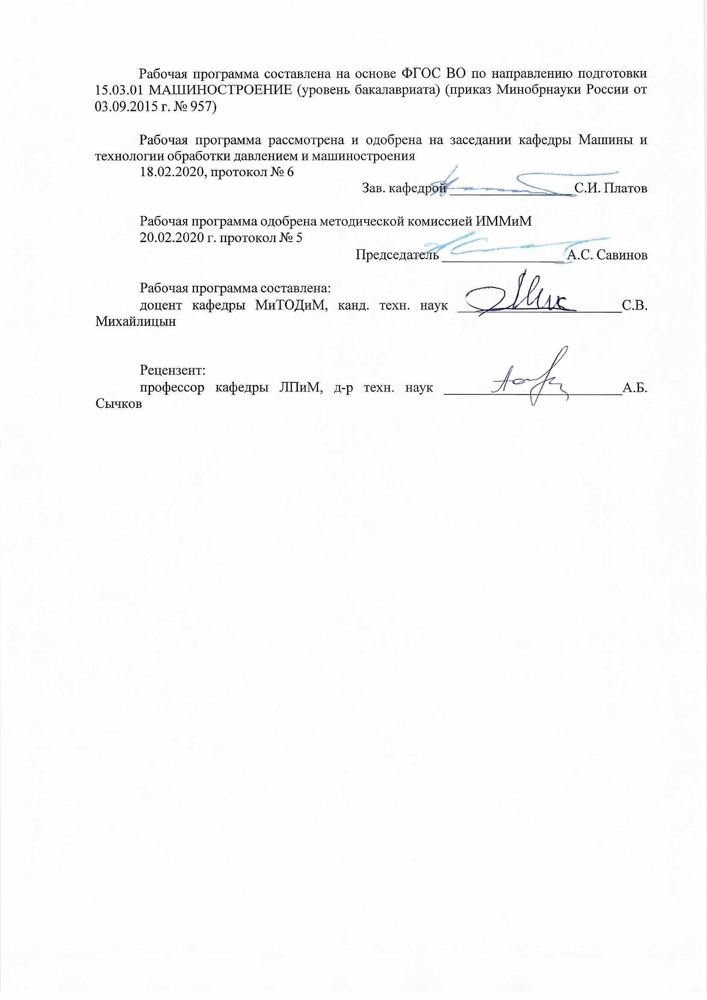 Рабочая программа составлена на основе ФГОС ВО по направлению подготовки
15.03.01 МАШИНОСТРОЕНИЕ (уровень бакалавриата) (приказ Минобрнауки России от
03.09.2015 г. № 957)
Рабочая программа рассмотрена и одобрена на заседании кафедры Машины и
технологии обработки давлением и машиностроения
18.02.2020, протокол № 6
Зав. кафедрой С.И. Платов
Рабочая программа одобрена методической комиссией ИММиМ
20.02.2020 г. протокол № 5
Председатель А.С. Савинов
Рабочая программа составлена:
доцент кафедры МиТОДиМ, канд. техн. наук С.В.
Михайлицын
Рецензент:
профессор кафедры ЛПиМ, д-р техн. наук А.Б.
Сычков